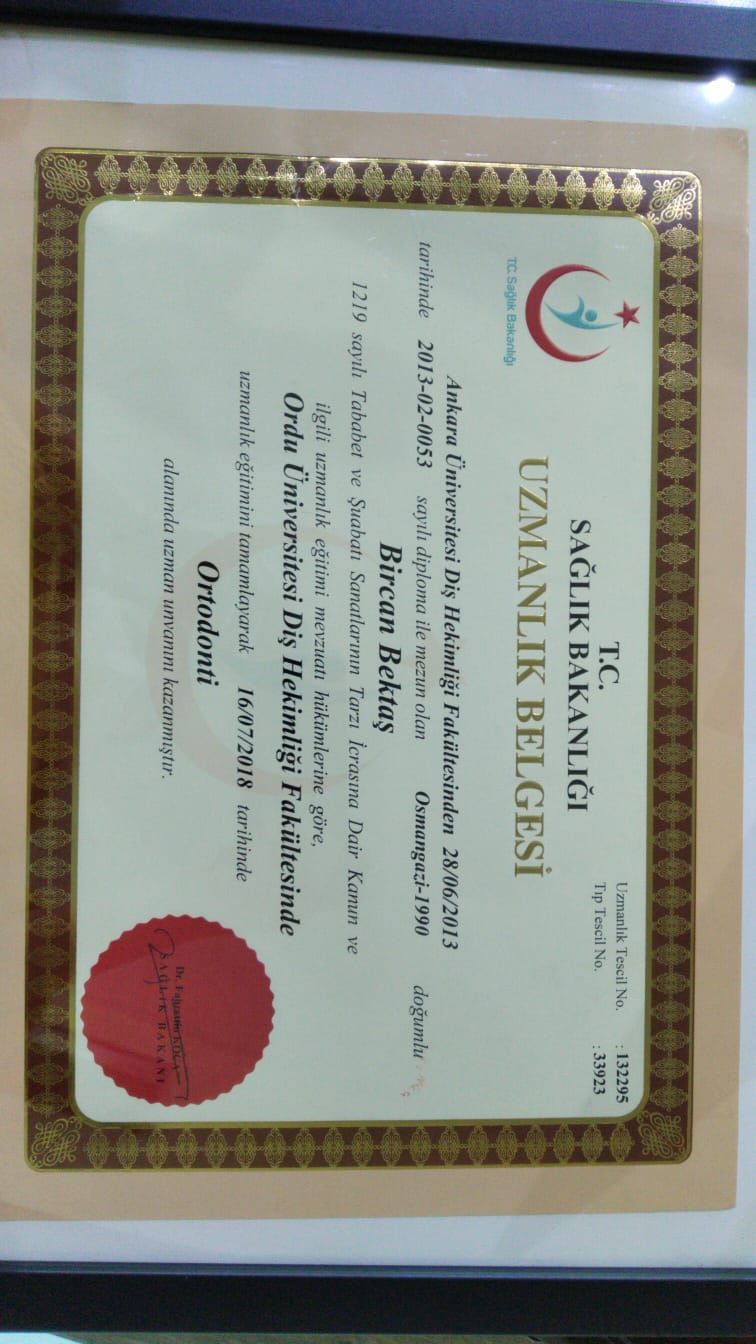 T.C.
SAĞLIK BAKANLIĞI
UZMANLIK BELGESİ
Uzmanlık Tescil No. : 132295
Tıp Tescil No. : 33923
T.C. Sağlık Bakanlığı
Ankara Üniversitesi Diş Hekimliği Fakültesinden 28/06/2013
tarihinde 2013-02-0053 sayılı diploma ile mezun olan Osmangazi-1990 doğumlu
Bircan Bektaş
1219 sayılı Tababet ve Şuabatı Sanatlarının Tarzı İcrasına Dair Kanun ve
ilgili uzmanlık eğitimi mevzuatı hükümlerine göre,
Ordu Üniversitesi Diş Hekimliği Fakültesinde
uzmanlık eğitimini tamamlayarak 16/07/2018 tarihinde
Ortodonti
alanında uzman unvanını kazanmıştır.
Dr. Fahrettin KOCA
SAĞLIK BAKANI